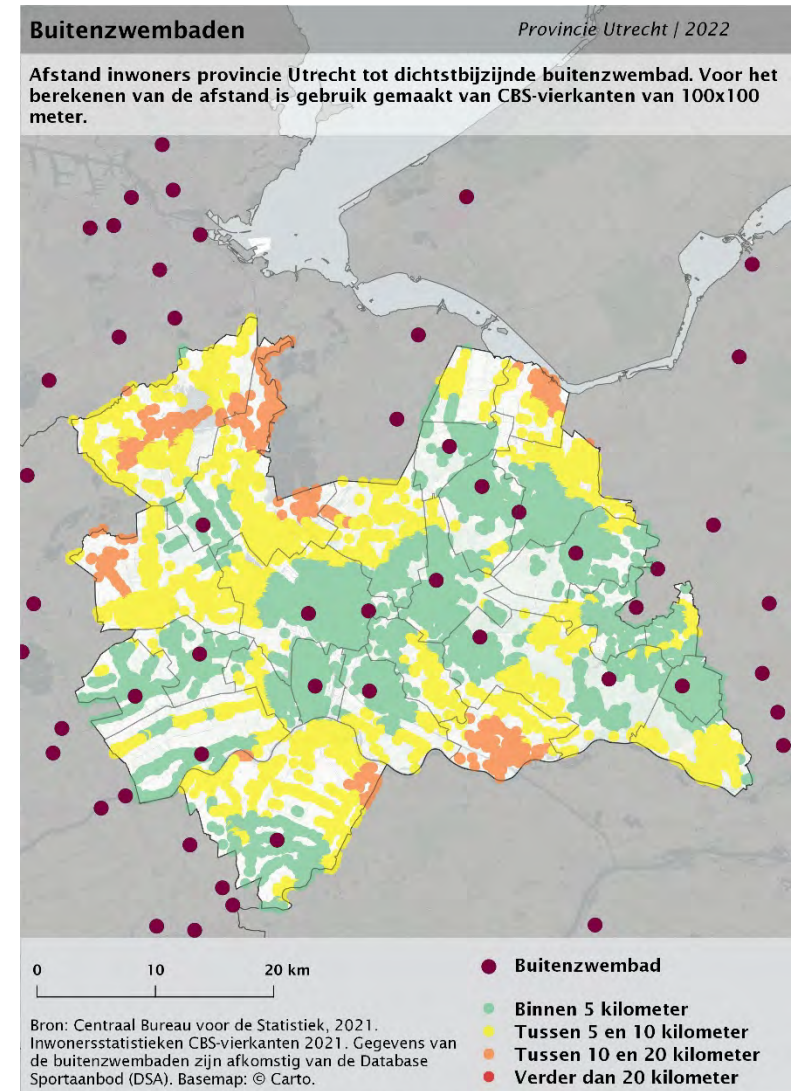 Buitenzwembaden
Provincie Utrecht | 2022
Afstand inwoners provincie Utrecht tot dichtstbijzijnde buitenzwembad. Voor het
berekenen van de afstand is gebruik gemaakt van CBS-vierkanten van 100x100
meter.
0 10 20 km
Bron: Centraal Bureau voor de Statistiek, 2021.
Inwonersstatistieken CBS-vierkanten 2021. Gegevens van
de buitenzwembaden zijn afkomstig van de Database
Sportaanbod (DSA). Basemap: © Carto.
Buitenzwembad
Binnen 5 kilometer
Tussen 5 en 10 kilometer
Tussen 10 en 20 kilometer
Verder dan 20 kilometer